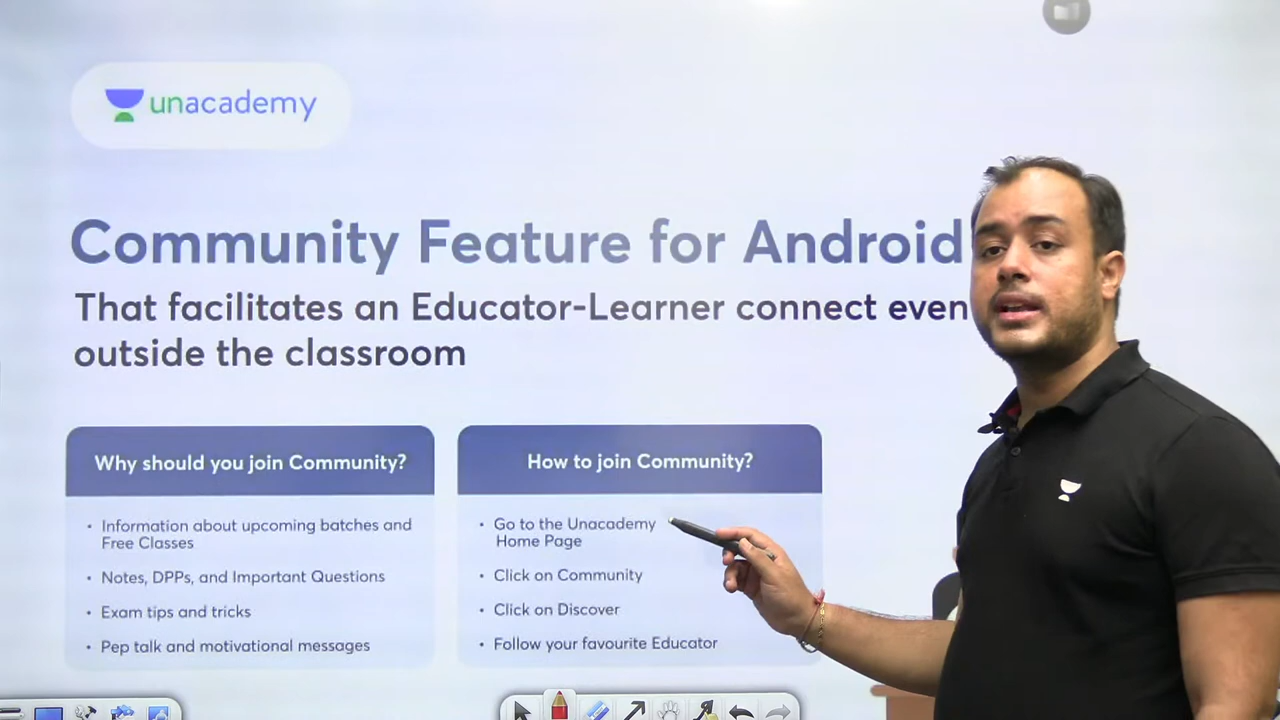 unacademy
Community Feature for Android
That facilitates an Educator-Learner connect even
outside the classroom
Why should you join Community?
• Information about upcoming batches and
Free Classes
• Notes, DPPs, and Important Questions
• Exam tips and tricks
• Pep talk and motivational messages
How to join Community?
• Go to the Unacademy
Home Page
• Click on Community
• Click on Discover
• Follow your favourite Educator